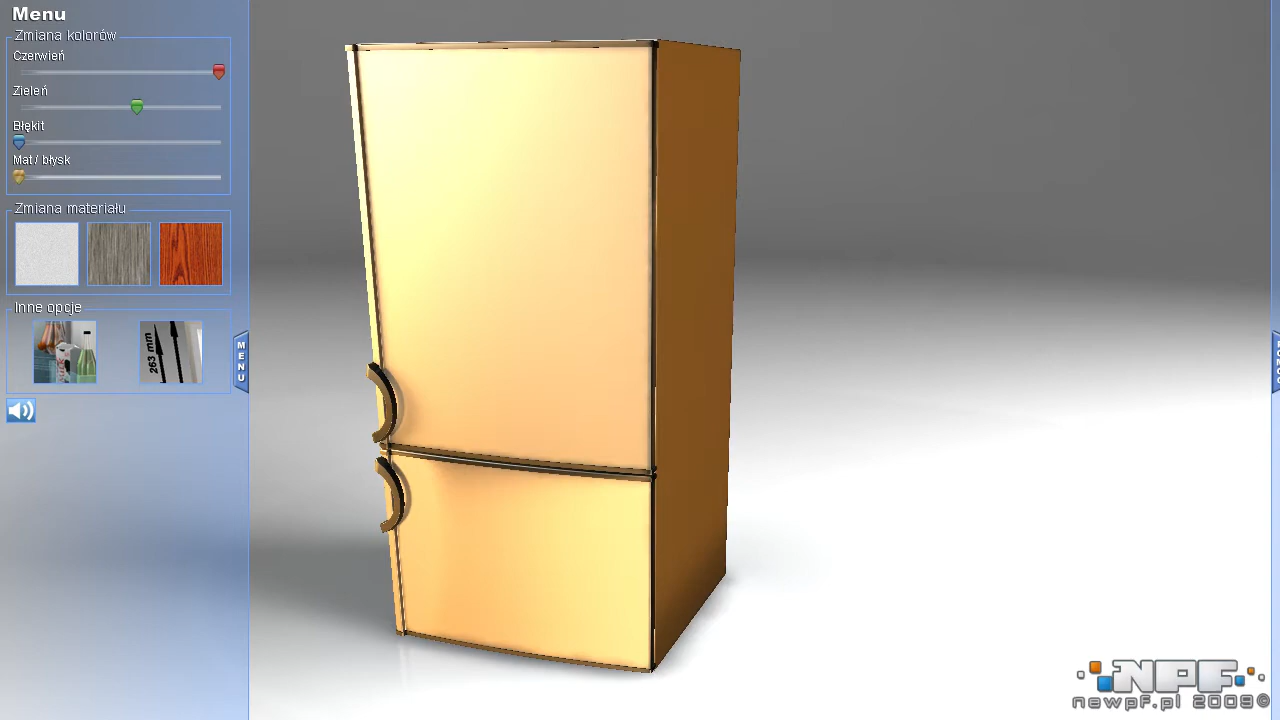 Menu
Zmiana kolorów
Czerwień
Zieleń
Błękit
Mat / błysk
Zmiana materiału
Inne opcje
263 mm
MENU
NPF
newpf.pl 2009©